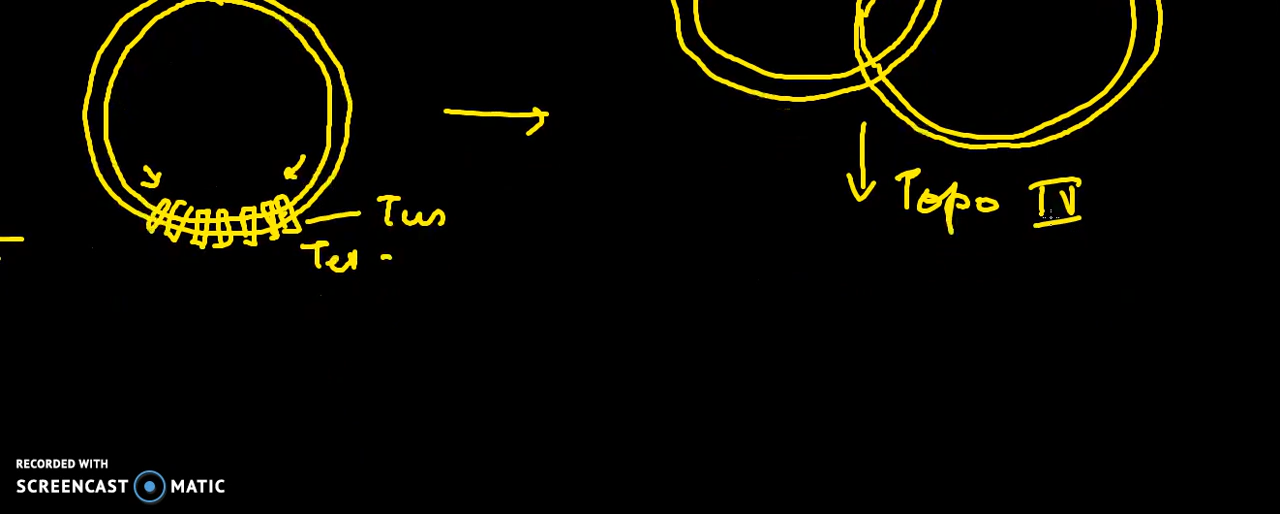 Tus
Ter -
Topo IV
RECORDED WITH
SCREENCAST MATIC